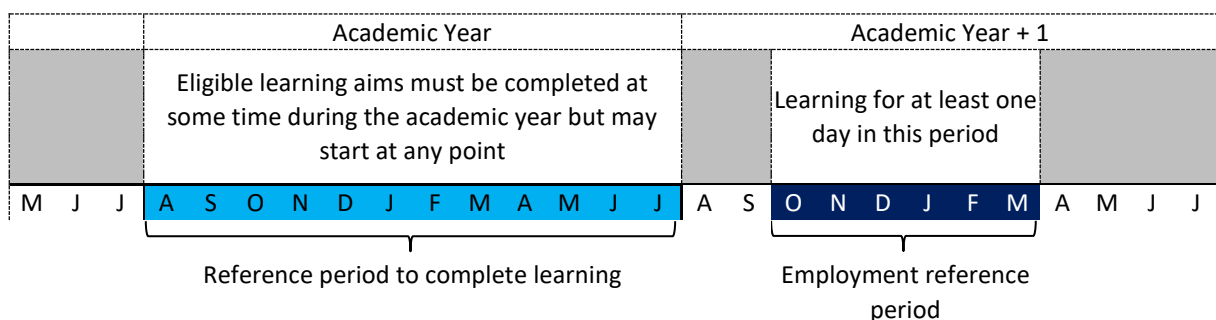 Academic Year
Academic Year + 1
Eligible learning aims must be completed at
some time during the academic year but may
start at any point
Learning for at least one
day in this period
M J J A S O N D J F M A M J J A S O N D J F M A M J J
Reference period to complete learning
Employment reference
period